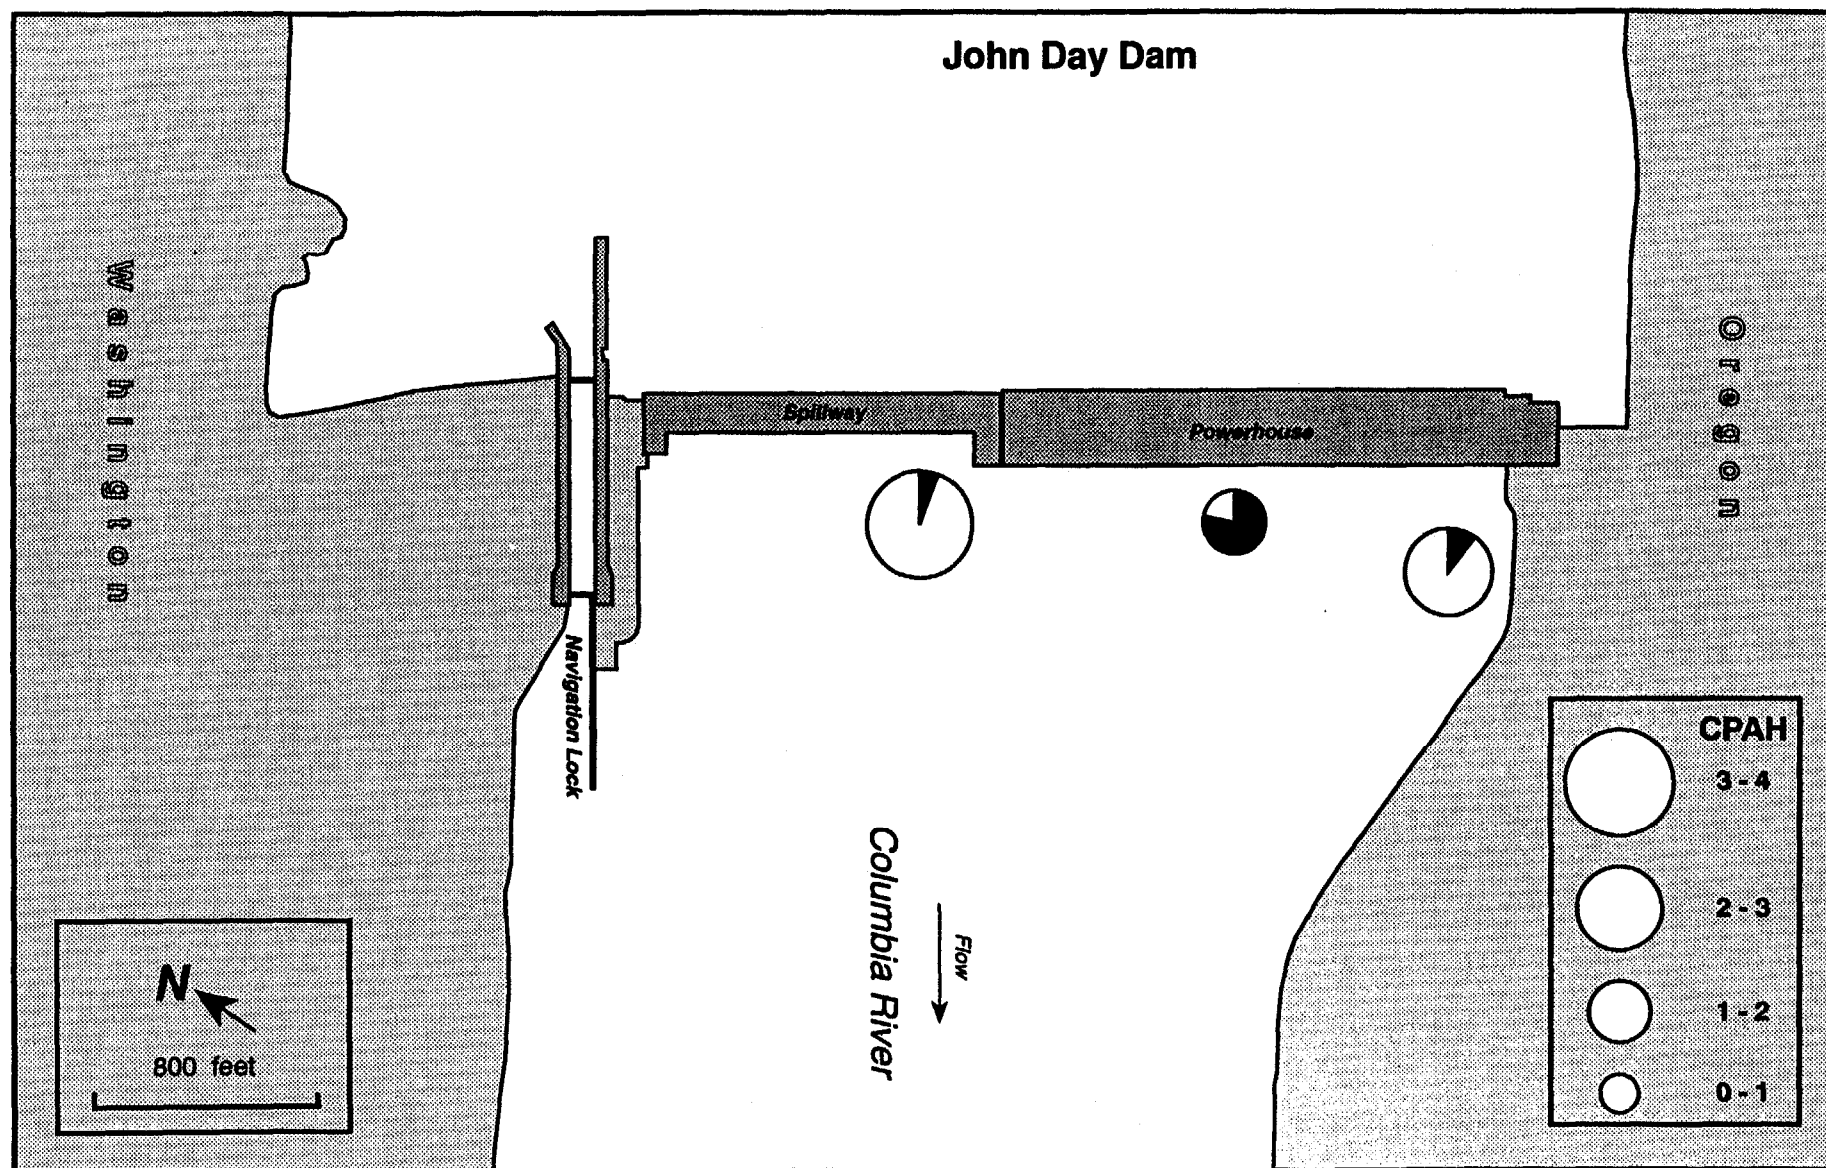 John Day Dam
Washington
Oregon
Spillway
Powerhouse
Navigation Lock
Columbia River
Flow
N
800 feet
CPAH
3 - 4
2 - 3
1 - 2
0 - 1